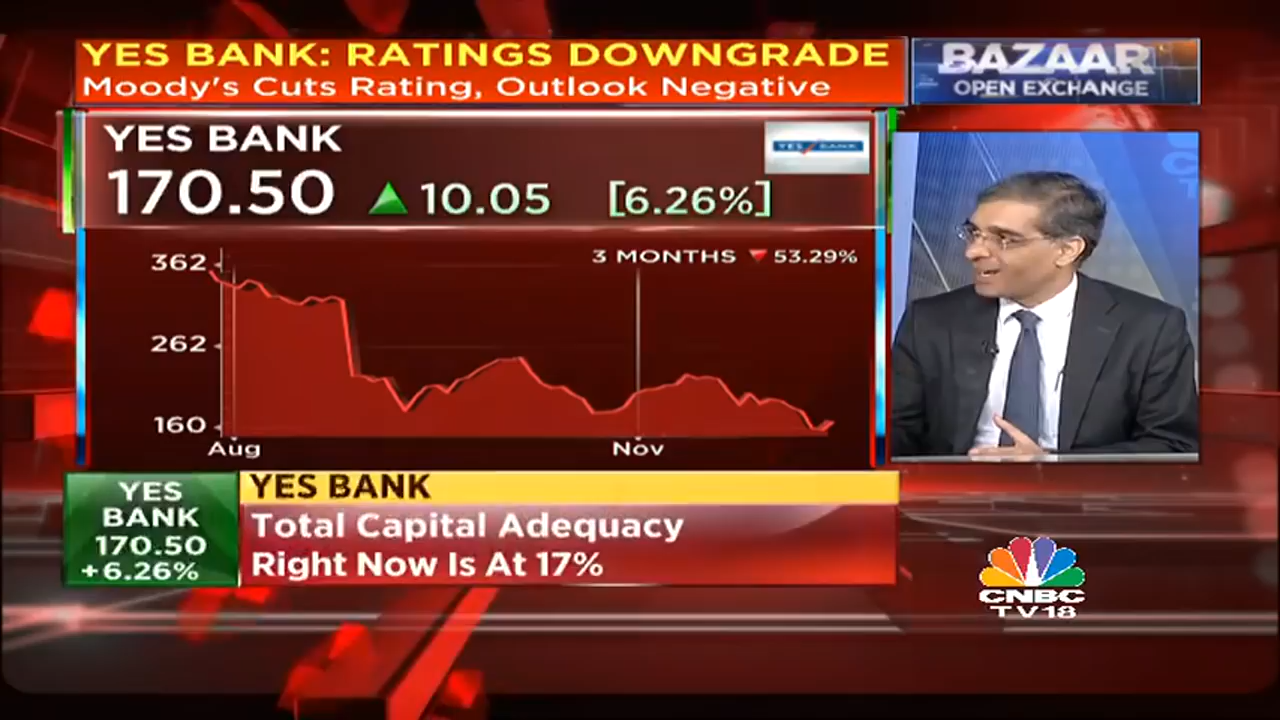 YES BANK: RATINGS DOWNGRADE
Moody's Cuts Rating, Outlook Negative
BAZAAR
OPEN EXCHANGE
YES BANK
YES BANK
170.50 ▲ 10.05 [6.26%]
3 MONTHS ▼ 53.29%
362
262
160
Aug Nov
YES
BANK
170.50
+6.26%
YES BANK
Total Capital Adequacy
Right Now Is At 17%
CNBC
TV18